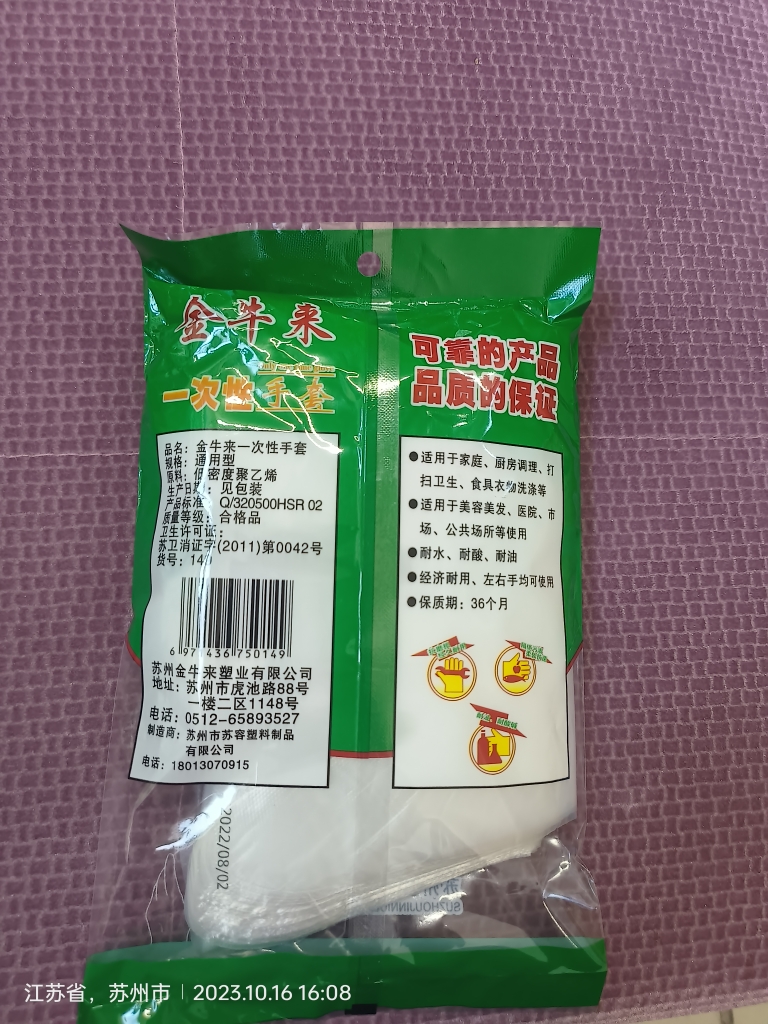 金牛来
一次性手套
品名：金牛来一次性手套
规格：通用型
原料：低密度聚乙烯
生产日期：见包装
产品标准：Q/320500HSR 02
质量等级：合格品
卫生许可证：
苏卫消证字(2011)第0042号
货号：
6 971436 750149
苏州金牛来塑业有限公司
地址：苏州市虎池路88号
一楼二区1148号
电话：0512-65893527
制造商：苏州市苏容塑料制品
有限公司
电话：18013070915
可靠的产品
品质的保证
●适用于家庭、厨房调理、打
扫卫生、食具衣物洗涤等
●适用于美容美发、医院、市
场、公共场所等使用
●耐水、耐酸、耐油
●经济耐用、左右手均可使用
●保质期：36个月
2022/08/02
江苏省，苏州市 | 2023.10.16 16:08